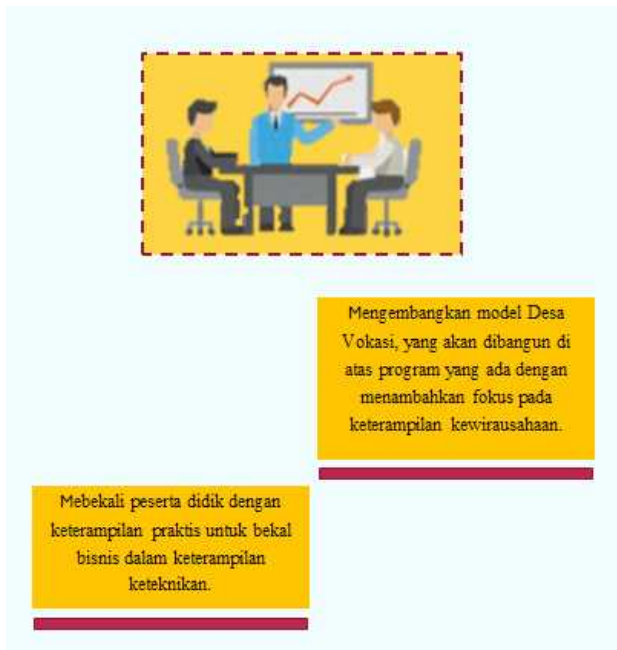 Mengembangkan model Desa
Vokasi, yang akan dibangun di
atas program yang ada dengan
menambahkan fokus pada
keterampilan kewirausahaan.
Mebekali peserta didik dengan
keterampilan praktis untuk bekal
bisnis dalam keterampilan
keteknikan.